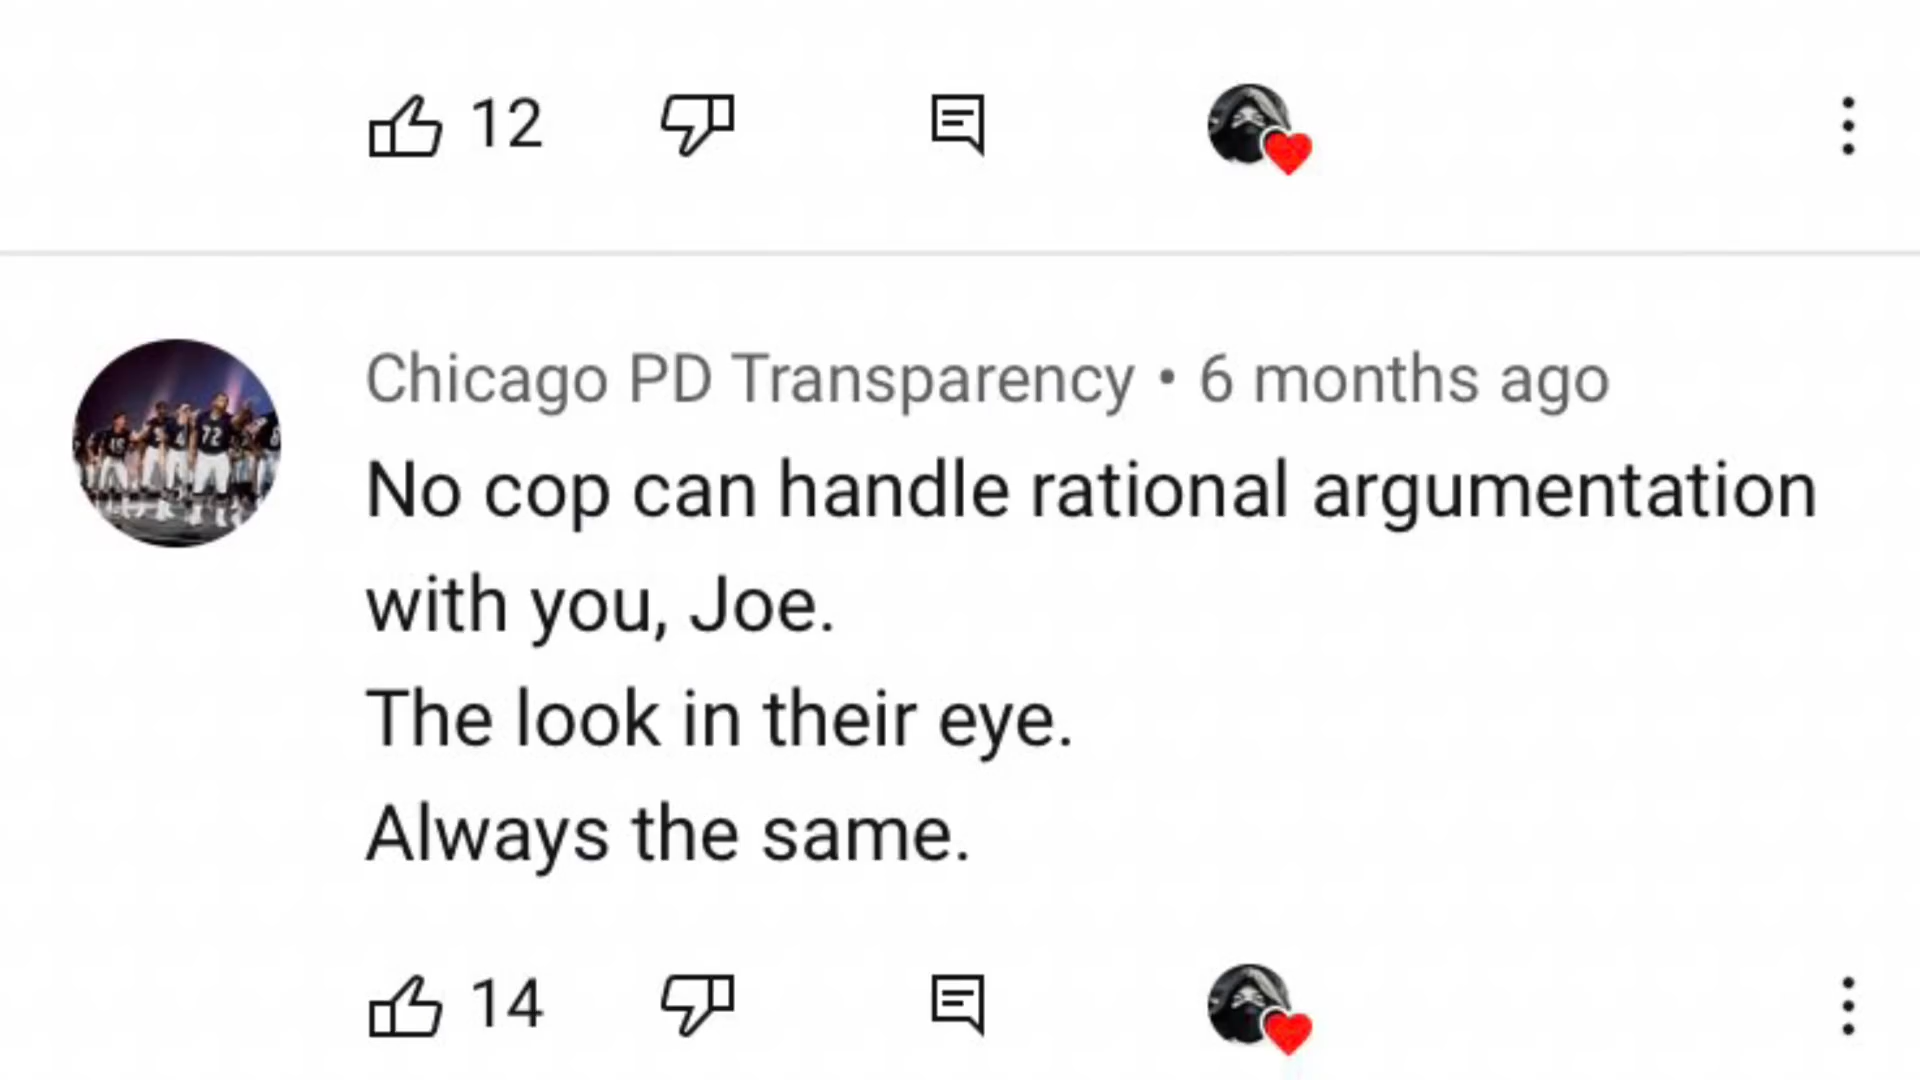 12
Chicago PD Transparency • 6 months ago
No cop can handle rational argumentation
with you, Joe.
The look in their eye.
Always the same.
14